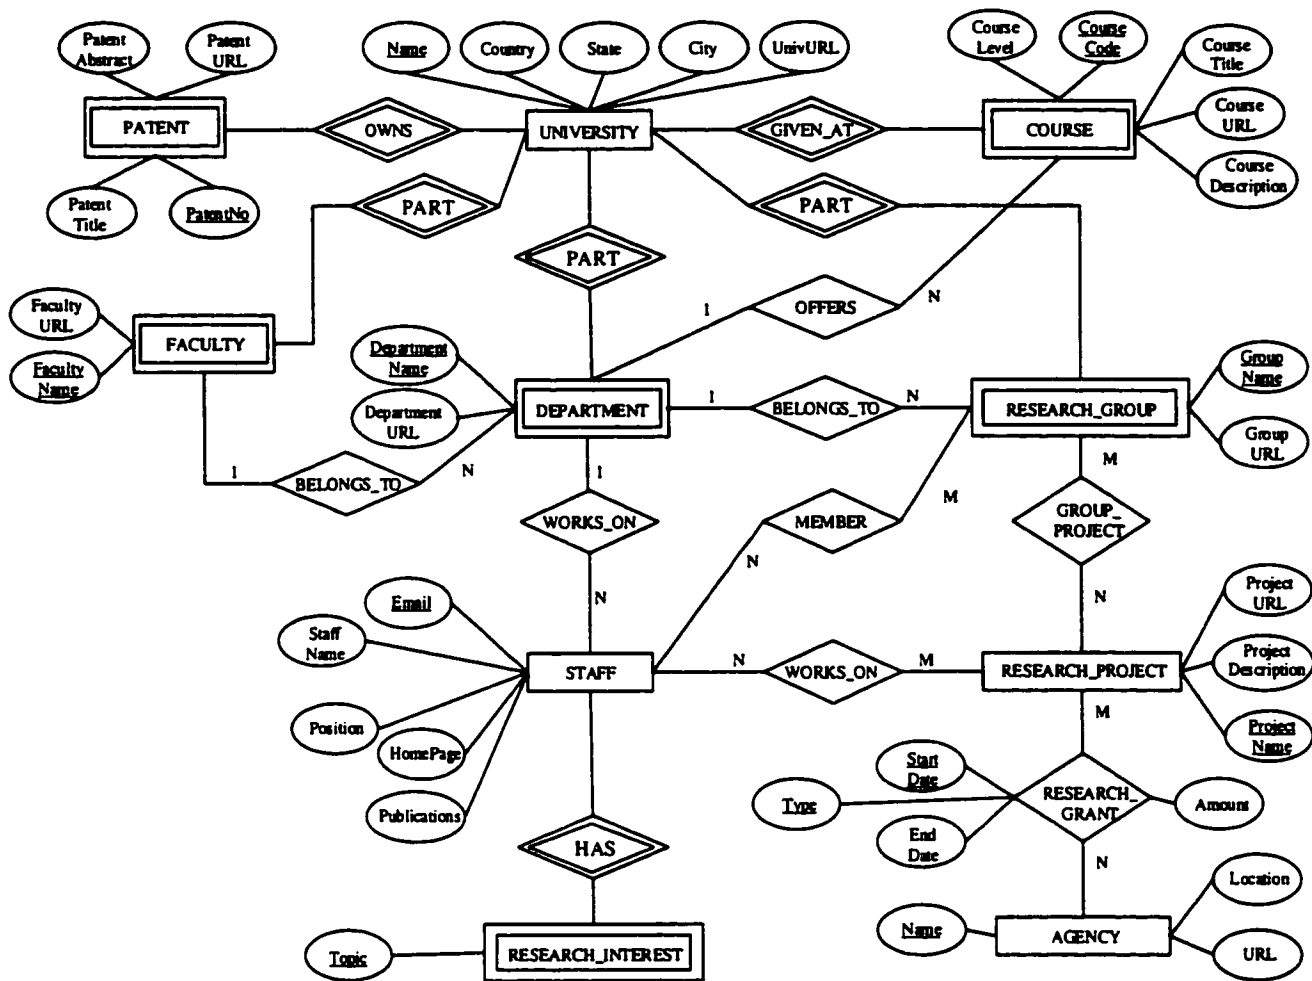 Patent
Abstract
Patent
URL
Name
Country
State
City
UnivURL
Course
Level
Course
Code
Course
Title
PATENT
OWNS
UNIVERSITY
GIVEN_AT
COURSE
Course
URL
Patent
Title
PatentNo
PART
PART
Course
Description
PART
Faculty
URL
FACULTY
Faculty
Name
Department
Name
Department
URL
1
OFFERS
N
DEPARTMENT
1
BELONGS_TO
N
RESEARCH_GROUP
Group
Name
Group
URL
1
BELONGS_TO
N
1
M
M
WORKS_ON
MEMBER
GROUP_
PROJECT
N
N
N
Email
Staff
Name
STAFF
N
WORKS_ON
M
RESEARCH_PROJECT
Project
URL
Project
Description
Project
Name
Position
HomePage
Publications
M
Start
Date
Type
End
Date
RESEARCH_
GRANT
Amount
HAS
N
Location
Name
AGENCY
URL
Topic
RESEARCH_INTEREST